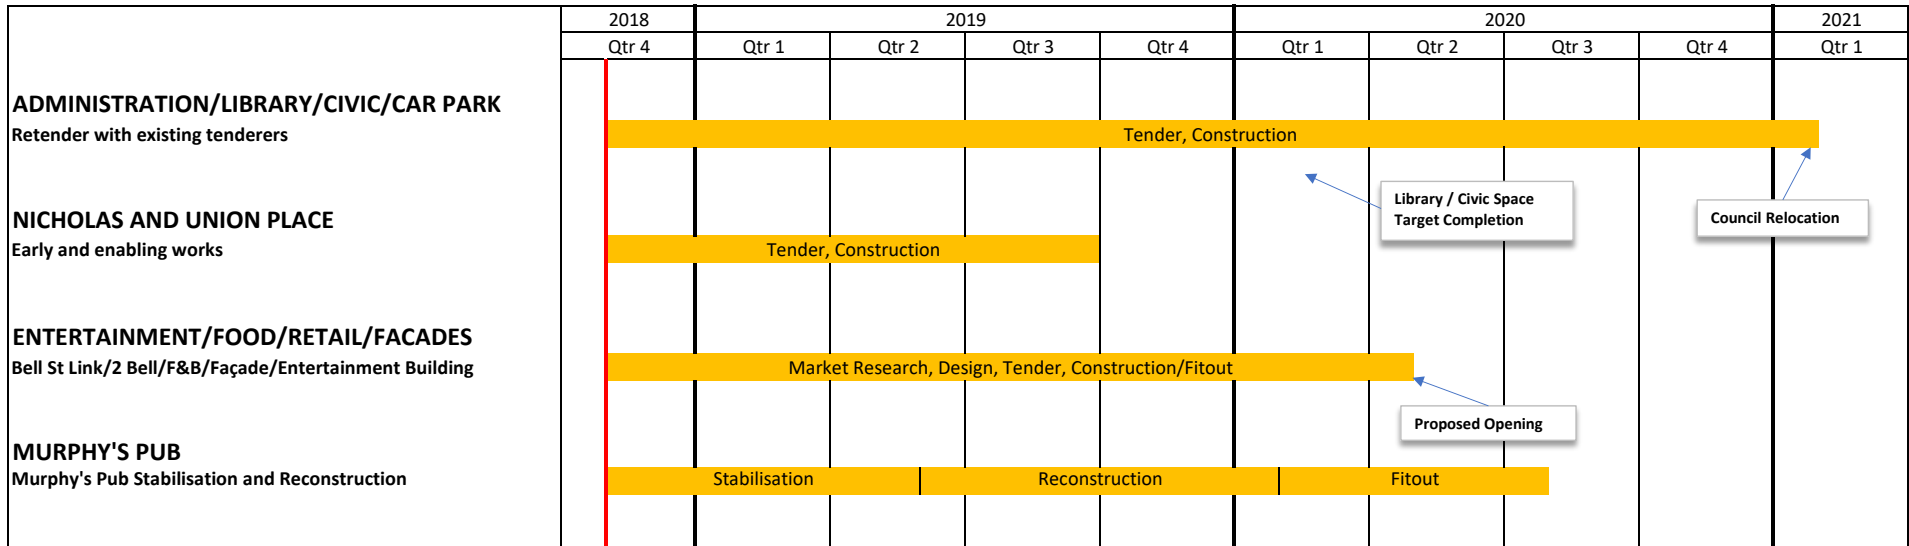 2018 2019 2020 2021
Qtr 4 Qtr 1 Qtr 2 Qtr 3 Qtr 4 Qtr 1 Qtr 2 Qtr 3 Qtr 4 Qtr 1
ADMINISTRATION/LIBRARY/CIVIC/CAR PARK
Retender with existing tenderers
Tender, Construction
Library / Civic Space
Target Completion
Council Relocation
NICHOLAS AND UNION PLACE
Early and enabling works
Tender, Construction
ENTERTAINMENT/FOOD/RETAIL/FACADES
Bell St Link/2 Bell/F&B/Façade/Entertainment Building
Market Research, Design, Tender, Construction/Fitout
Proposed Opening
MURPHY'S PUB
Murphy's Pub Stabilisation and Reconstruction
Stabilisation Reconstruction Fitout